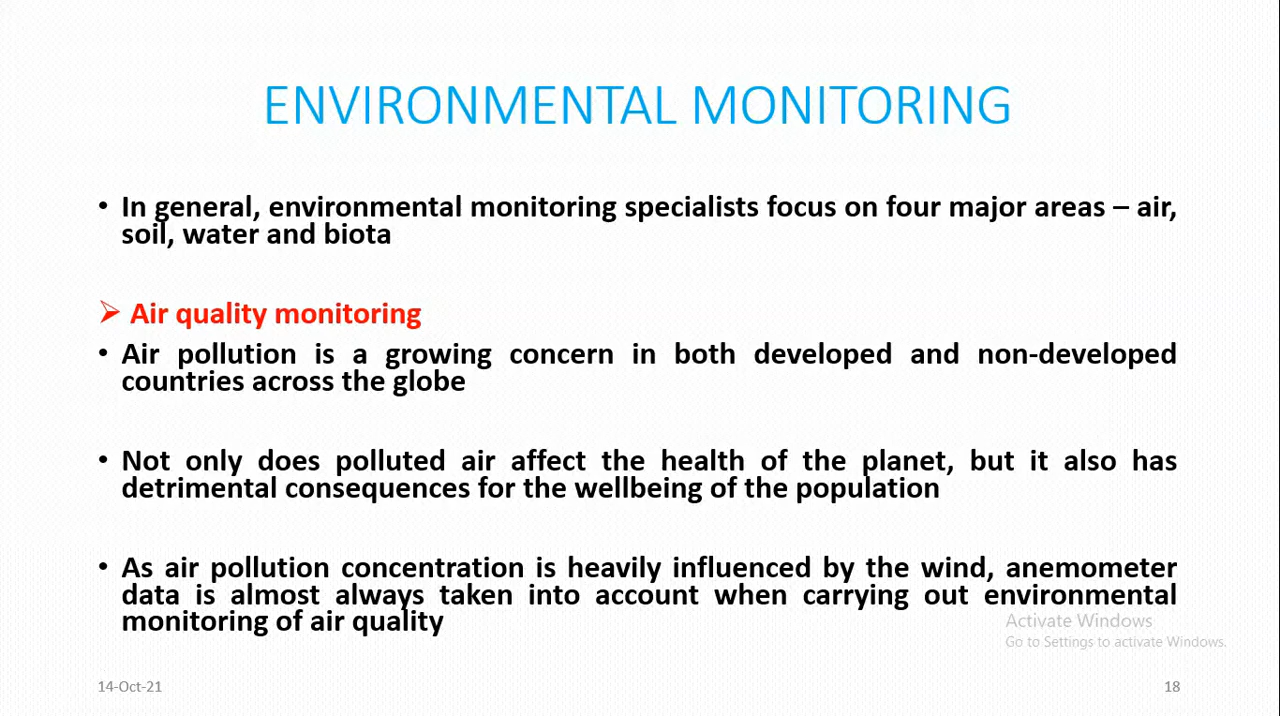 ENVIRONMENTAL MONITORING
• In general, environmental monitoring specialists focus on four major areas – air,
soil, water and biota
➢ Air quality monitoring
• Air pollution is a growing concern in both developed and non-developed
countries across the globe
• Not only does polluted air affect the health of the planet, but it also has
detrimental consequences for the wellbeing of the population
• As air pollution concentration is heavily influenced by the wind, anemometer
data is almost always taken into account when carrying out environmental
monitoring of air quality
Activate Windows
Go to Settings to activate Windows.
14-Oct-21
18